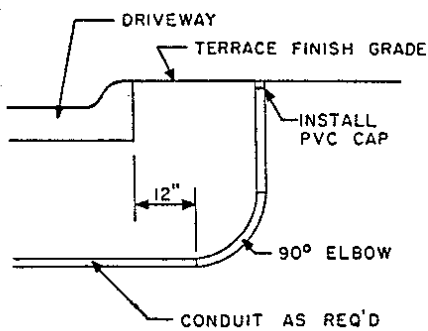 DRIVEWAY
TERRACE FINISH GRADE
INSTALL
PVC CAP
12"
90° ELBOW
CONDUIT AS REQ'D